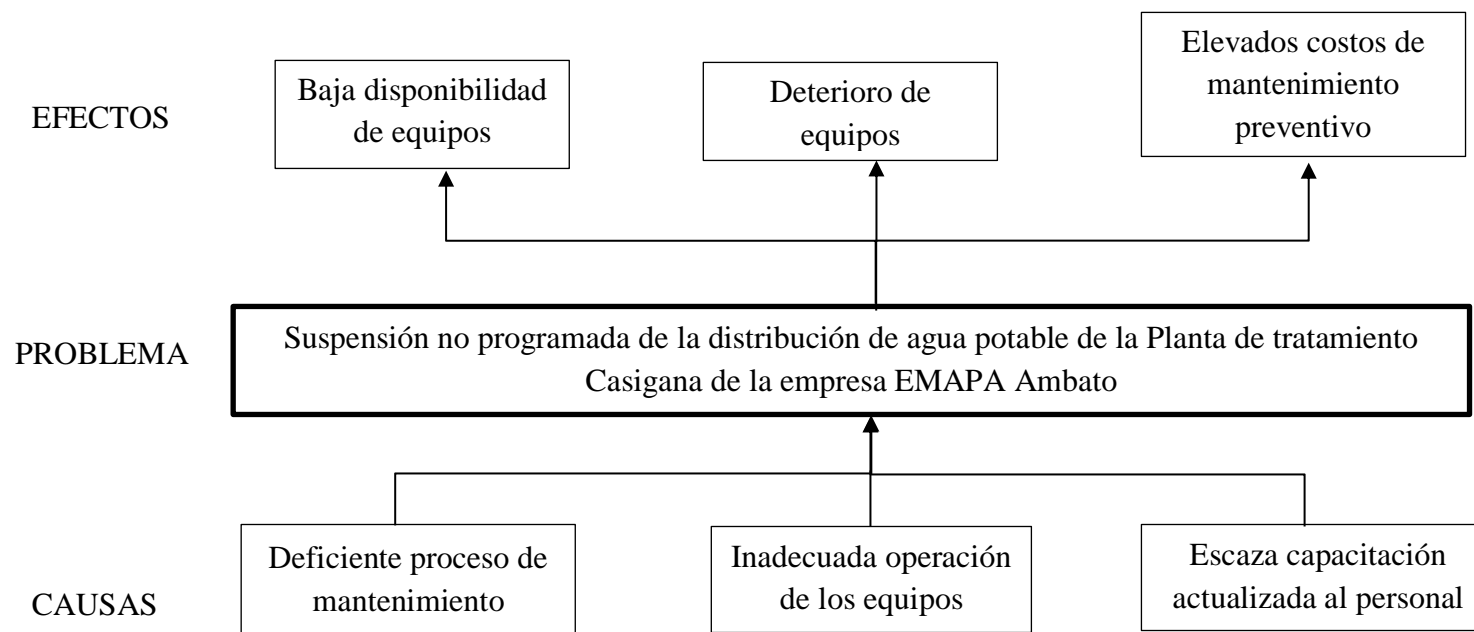 EFECTOS
Baja disponibilidad
de equipos
Deterioro de
equipos
Elevados costos de
mantenimiento
preventivo
PROBLEMA
Suspensión no programada de la distribución de agua potable de la Planta de tratamiento
Casigana de la empresa EMAPA Ambato
CAUSAS
Deficiente proceso de
mantenimiento
Inadecuada operación
de los equipos
Escaza capacitación
actualizada al personal